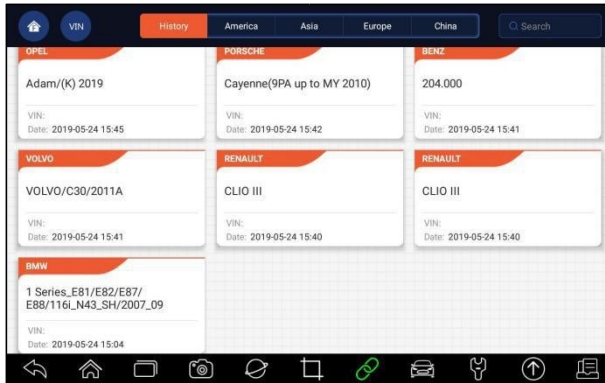 VIN
History
America
Asia
Europe
China
Search
OPEL
Adam/(K) 2019
VIN:
Date: 2019-05-24 15:45
PORSCHE
Cayenne(9PA up to MY 2010)
VIN:
Date: 2019-05-24 15:42
BENZ
204.000
VIN:
Date: 2019-05-24 15:41
VOLVO
VOLVO/C30/2011A
VIN:
Date: 2019-05-24 15:41
RENAULT
CLIO III
VIN:
Date: 2019-05-24 15:40
RENAULT
CLIO III
VIN:
Date: 2019-05-24 15:40
BMW
1 Series_E81/E82/E87/
E88/116i_N43_SH/2007_09
VIN:
Date: 2019-05-24 15:04